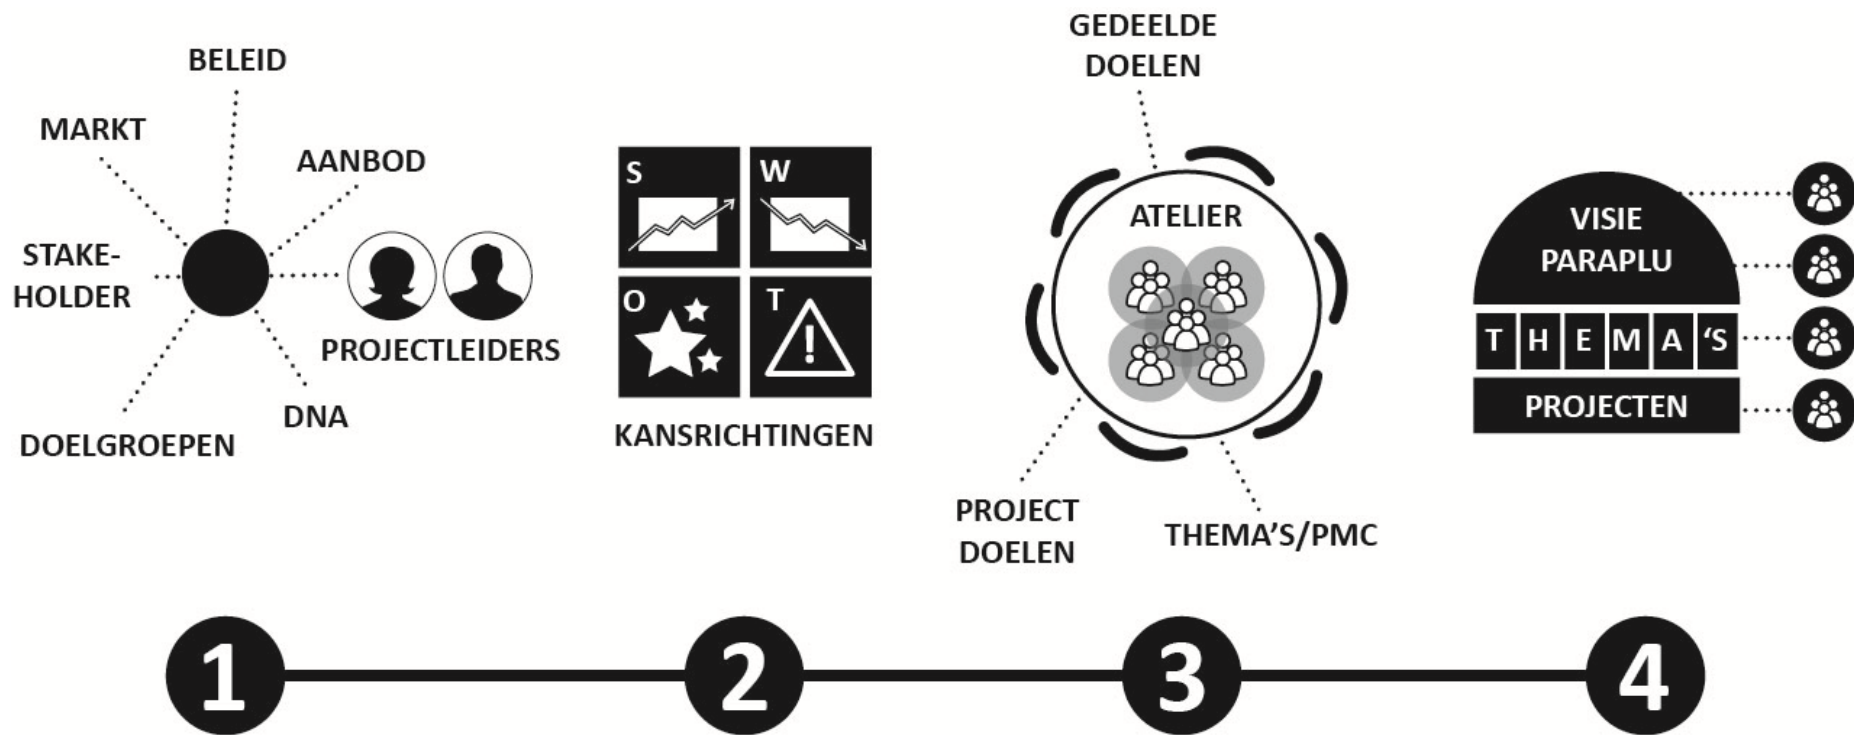 BELEID
MARKT
AANBOD
STAKE-
HOLDER
PROJECTLEIDERS
DNA
DOELGROEPEN
S
W
O
T
!
KANSRICHTINGEN
GEDEELDE
DOELEN
ATELIER
PROJECT
DOELEN
THEMA'S/PMC
VISIE
PARAPLU
THEMA‘S
PROJECTEN
1
2
3
4